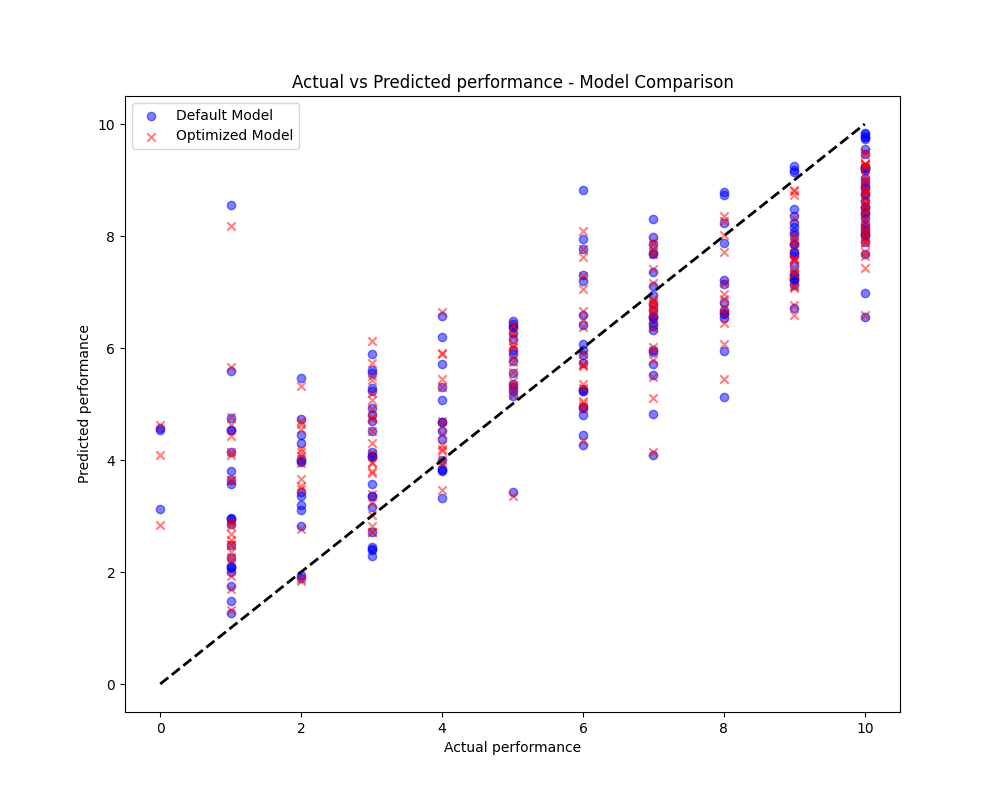 Actual vs Predicted performance - Model Comparison
Default Model
Optimized Model
10
8
6
4
2
0
Predicted performance
0 2 4 6 8 10
Actual performance